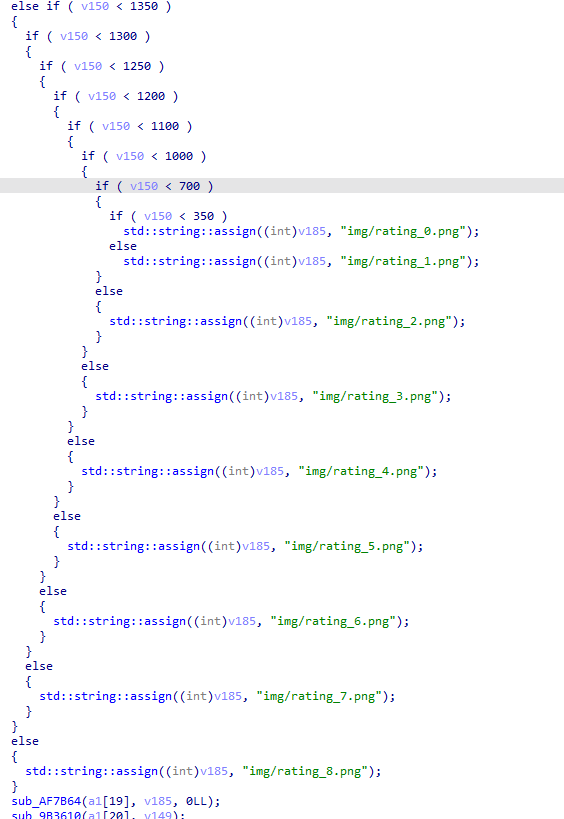 else if ( v150 < 1350 )
{
if ( v150 < 1300 )
{
if ( v150 < 1250 )
{
if ( v150 < 1200 )
{
if ( v150 < 1100 )
{
if ( v150 < 1000 )
{
if ( v150 < 700 )
{
if ( v150 < 350 )
std::string::assign((int)v185, "img/rating_0.png");
else
std::string::assign((int)v185, "img/rating_1.png");
}
else
{
std::string::assign((int)v185, "img/rating_2.png");
}
}
else
{
std::string::assign((int)v185, "img/rating_3.png");
}
}
else
{
std::string::assign((int)v185, "img/rating_4.png");
}
}
else
{
std::string::assign((int)v185, "img/rating_5.png");
}
}
else
{
std::string::assign((int)v185, "img/rating_6.png");
}
}
else
{
std::string::assign((int)v185, "img/rating_7.png");
}
}
else
{
std::string::assign((int)v185, "img/rating_8.png");
}
sub_AF7B64(a1[19], v185, 0LL);
sub_9B3610(a1[20], v149);